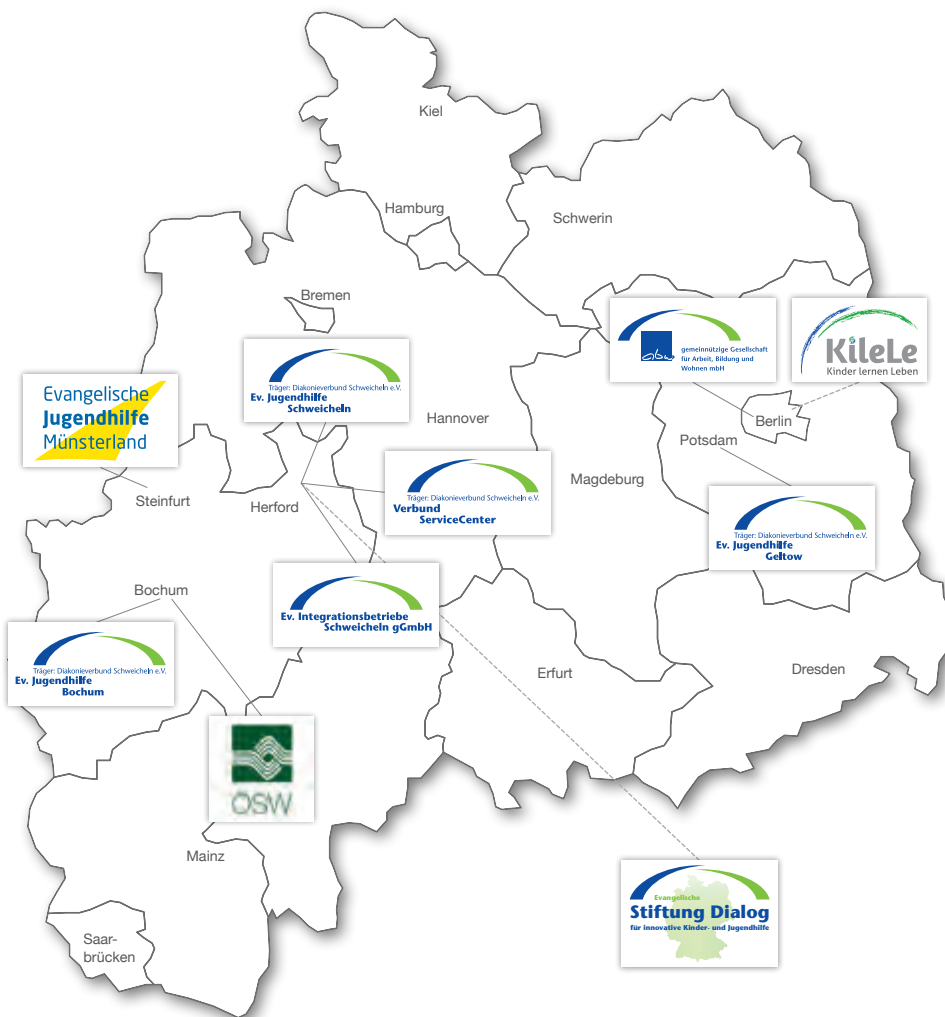 Kiel
Hamburg
Schwerin
Bremen
abw
gemeinnützige Gesellschaft
für Arbeit, Bildung und
Wohnen mbH
KileLe
Kinder lernen Leben
Träger: Diakonieverbund Schweicheln e.V.
Ev. Jugendhilfe
Schweicheln
Evangelische
Jugendhilfe
Münsterland
Hannover
Berlin
Potsdam
Steinfurt
Herford
Träger: Diakonieverbund Schweicheln e.V.
Verbund
ServiceCenter
Magdeburg
Träger: Diakonieverbund Schweicheln e.V.
Ev. Jugendhilfe
Geltow
Bochum
Ev. Integrationsbetriebe
Schweicheln gGmbH
Träger: Diakonieverbund Schweicheln e.V.
Ev. Jugendhilfe
Bochum
Erfurt
Dresden
OSW
Mainz
Evangelische
Stiftung Dialog
für innovative Kinder- und Jugendhilfe
Saar-
brücken